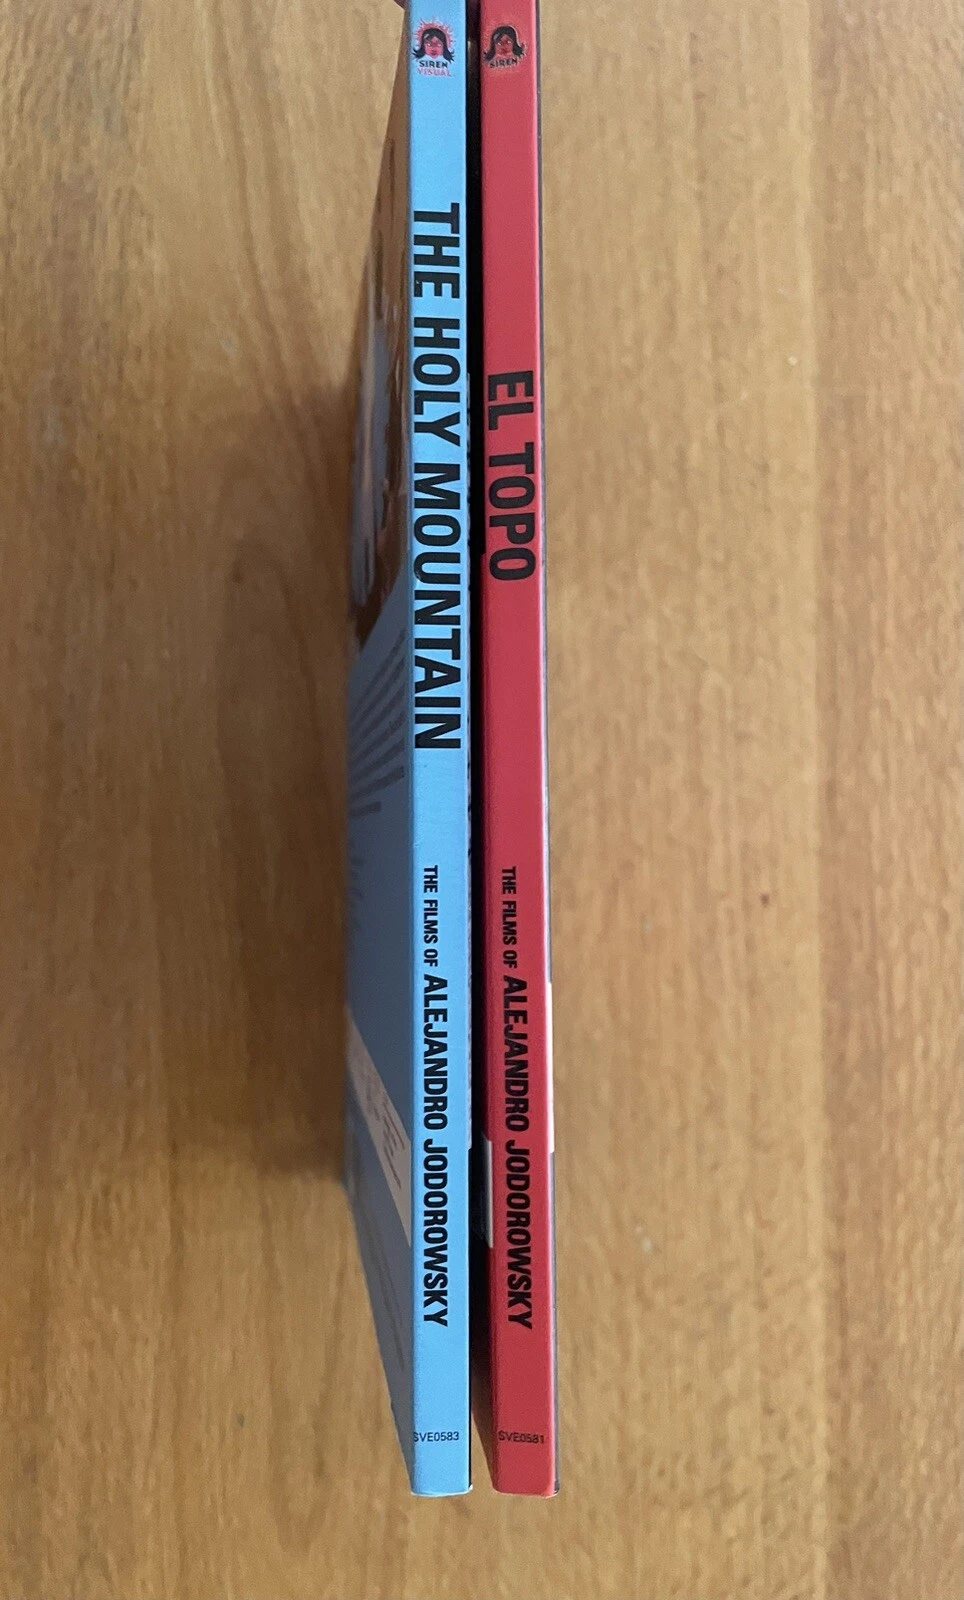 SIREN
VISUAL
THE HOLY MOUNTAIN
THE FILMS OF ALEJANDRO JODOROWSKY
SVE0583
SIREN
EL TOPO
THE FILMS OF ALEJANDRO JODOROWSKY
SVE0581